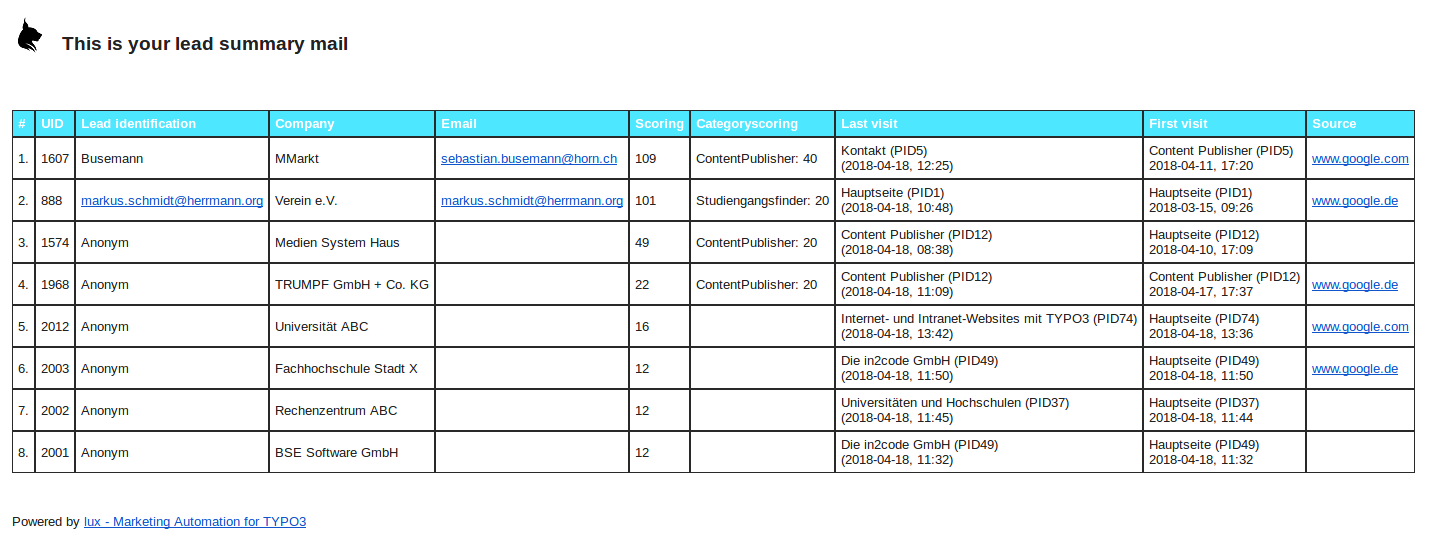 This is your lead summary mail
# UID Lead identification Company Email Scoring Categoryscoring Last visit First visit Source
1. 1607 Busemann MMarkt sebastian.busemann@horn.ch 109 ContentPublisher: 40 Kontakt (PID5) Content Publisher (PID5) www.google.com
(2018-04-18, 12:25) 2018-04-11, 17:20
2. 888 markus.schmidt@herrmann.org Verein e.V. markus.schmidt@herrmann.org 101 Studiengangsfinder: 20 Hauptseite (PID1) Hauptseite (PID1) www.google.de
(2018-04-18, 10:48) 2018-03-15, 09:26
3. 1574 Anonym Medien System Haus 49 ContentPublisher: 20 Content Publisher (PID12) Hauptseite (PID12)
(2018-04-18, 08:38) 2018-04-10, 17:09
4. 1968 Anonym TRUMPF GmbH + Co. KG 22 ContentPublisher: 20 Content Publisher (PID12) Content Publisher (PID12) www.google.de
(2018-04-18, 11:09) 2018-04-17, 17:37
5. 2012 Anonym Universität ABC 16 Internet- und Intranet-Websites mit TYPO3 (PID74) Hauptseite (PID74) www.google.com
(2018-04-18, 13:42) 2018-04-18, 13:36
6. 2003 Anonym Fachhochschule Stadt X 12 Die in2code GmbH (PID49) Hauptseite (PID49) www.google.de
(2018-04-18, 11:50) 2018-04-18, 11:50
7. 2002 Anonym Rechenzentrum ABC 12 Universitäten und Hochschulen (PID37) Hauptseite (PID37)
(2018-04-18, 11:45) 2018-04-18, 11:44
8. 2001 Anonym BSE Software GmbH 12 Die in2code GmbH (PID49) Hauptseite (PID49)
(2018-04-18, 11:32) 2018-04-18, 11:32
Powered by lux - Marketing Automation for TYPO3